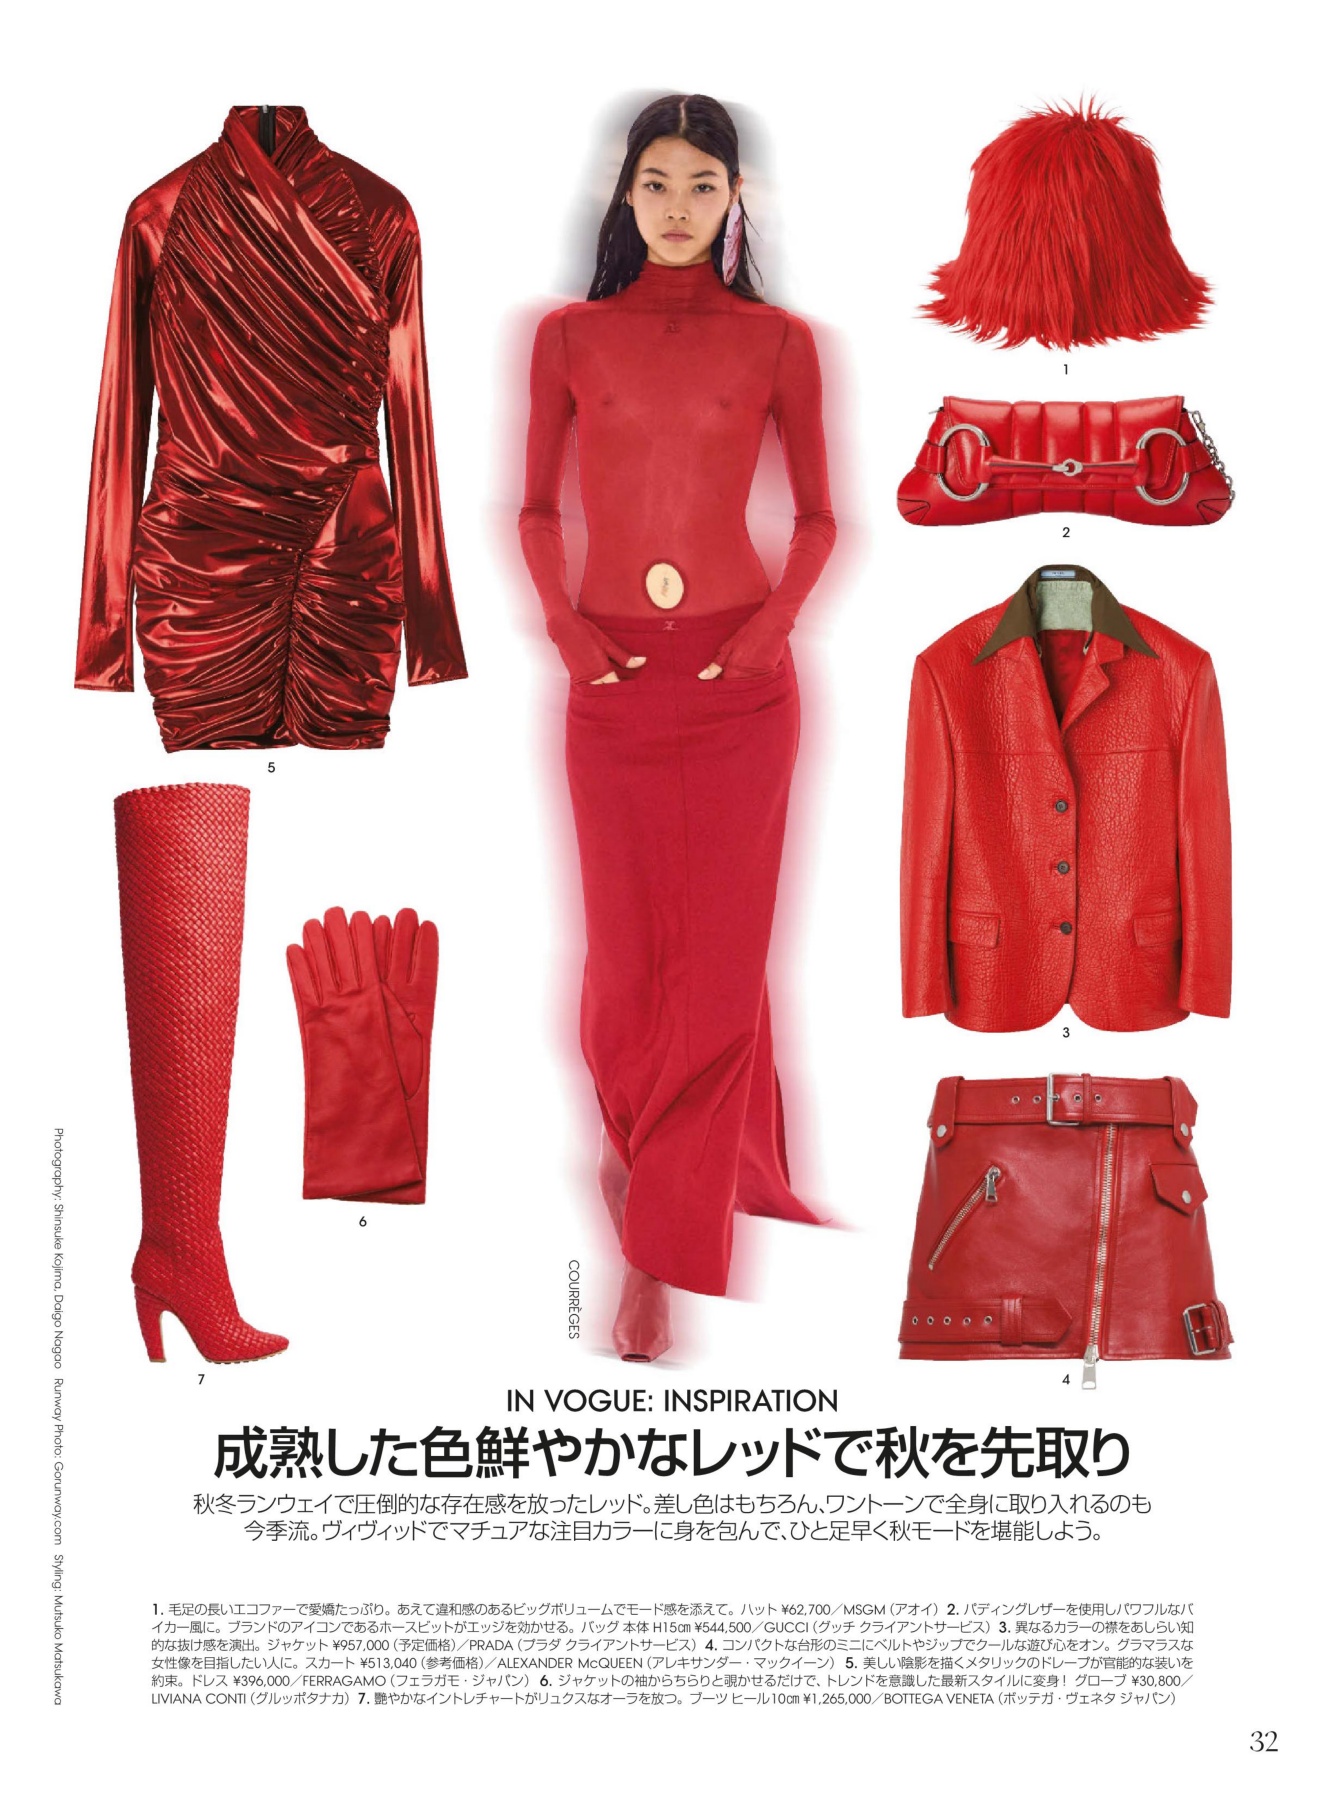 1
2
3
4
5
6
7
COURRÈGES
IN VOGUE: INSPIRATION
成熟した色鮮やかなレッドで秋を先取り
秋冬ランウェイで圧倒的な存在感を放ったレッド。差し色はもちろん、ワントーンで全身に取り入れるのも
今季流。ヴィヴィッドでマチュアな注目カラーに身を包んで、ひと足早く秋モードを堪能しよう。
1. 毛足の長いエコファーで愛嬌たっぷり。あえて違和感のあるビッグボリュームでモード感を添えて。ハット ¥62,700／MSGM（アオイ）2. パディングレザーを使用しパワフルなバ
イカー風に。ブランドのアイコンであるホースビットがエッジを効かせる。バッグ 本体 H15㎝ ¥544,500／GUCCI（グッチ クライアントサービス）3. 異なるカラーの襟をあしらい知
的な抜け感を演出。ジャケット ¥957,000（予定価格）／PRADA（プラダ クライアントサービス）4. コンパクトな台形のミニにベルトやジップでクールな遊び心をオン。グラマラスな
女性像を目指したい人に。スカート ¥513,040（参考価格）／ALEXANDER McQUEEN（アレキサンダー・マックイーン）5. 美しい陰影を描くメタリックのドレープが官能的な装いを
約束。ドレス ¥396,000／FERRAGAMO（フェラガモ・ジャパン）6. ジャケットの袖からちらりと覗かせるだけで、トレンドを意識した最新スタイルに変身！ グローブ ¥30,800／
LIVIANA CONTI（グルッポタナカ）7. 艶やかなイントレチャートがリュクスなオーラを放つ。ブーツ ヒール10㎝ ¥1,265,000／BOTTEGA VENETA（ボッテガ・ヴェネタ ジャパン）
Photography: Shinsuke Kojima, Daigo Nagao Runway Photo: Gorunway.com Styling: Mutsuko Matsukawa
32